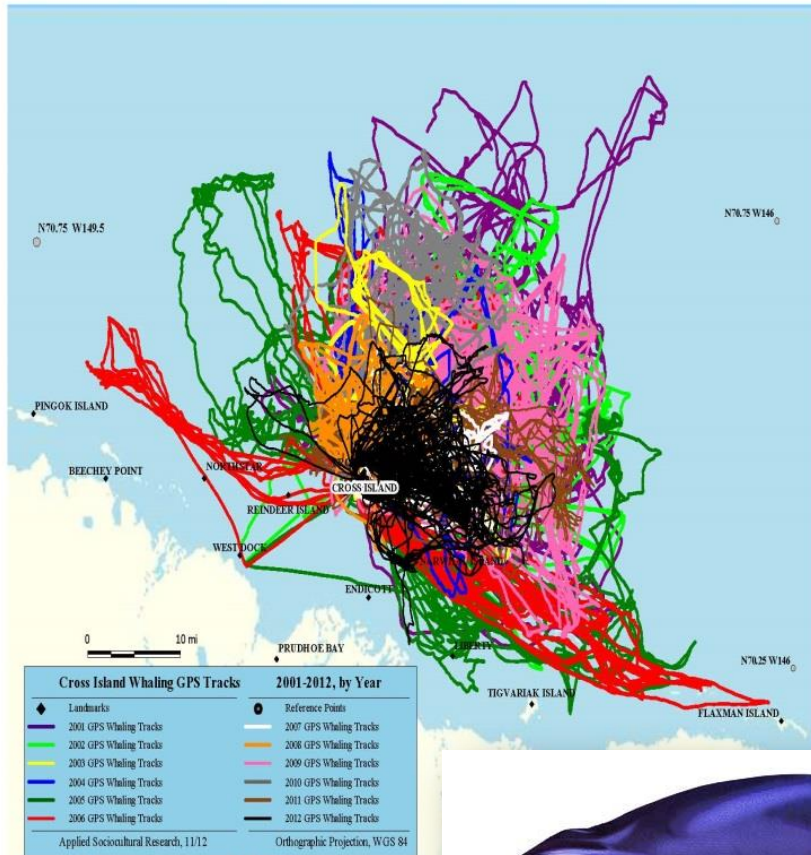 N70.75 W149.5
N70.75 W146
PINGOK ISLAND
BEECHEY POINT
NORTHSTAR
CROSS ISLAND
REINDEER ISLAND
WEST DOCK
ENDICOTT
0 10 mi
PRUDHOE BAY
LIBERTY
N70.25 W146
TIGVARIAK ISLAND
FLAXMAN ISLAND
Cross Island Whaling GPS Tracks 2001-2012, by Year
Landmarks Reference Points
2001 GPS Whaling Tracks 2007 GPS Whaling Tracks
2002 GPS Whaling Tracks 2008 GPS Whaling Tracks
2003 GPS Whaling Tracks 2009 GPS Whaling Tracks
2004 GPS Whaling Tracks 2010 GPS Whaling Tracks
2005 GPS Whaling Tracks 2011 GPS Whaling Tracks
2006 GPS Whaling Tracks 2012 GPS Whaling Tracks
Applied Sociocultural Research, 11/12 Orthographic Projection, WGS 84